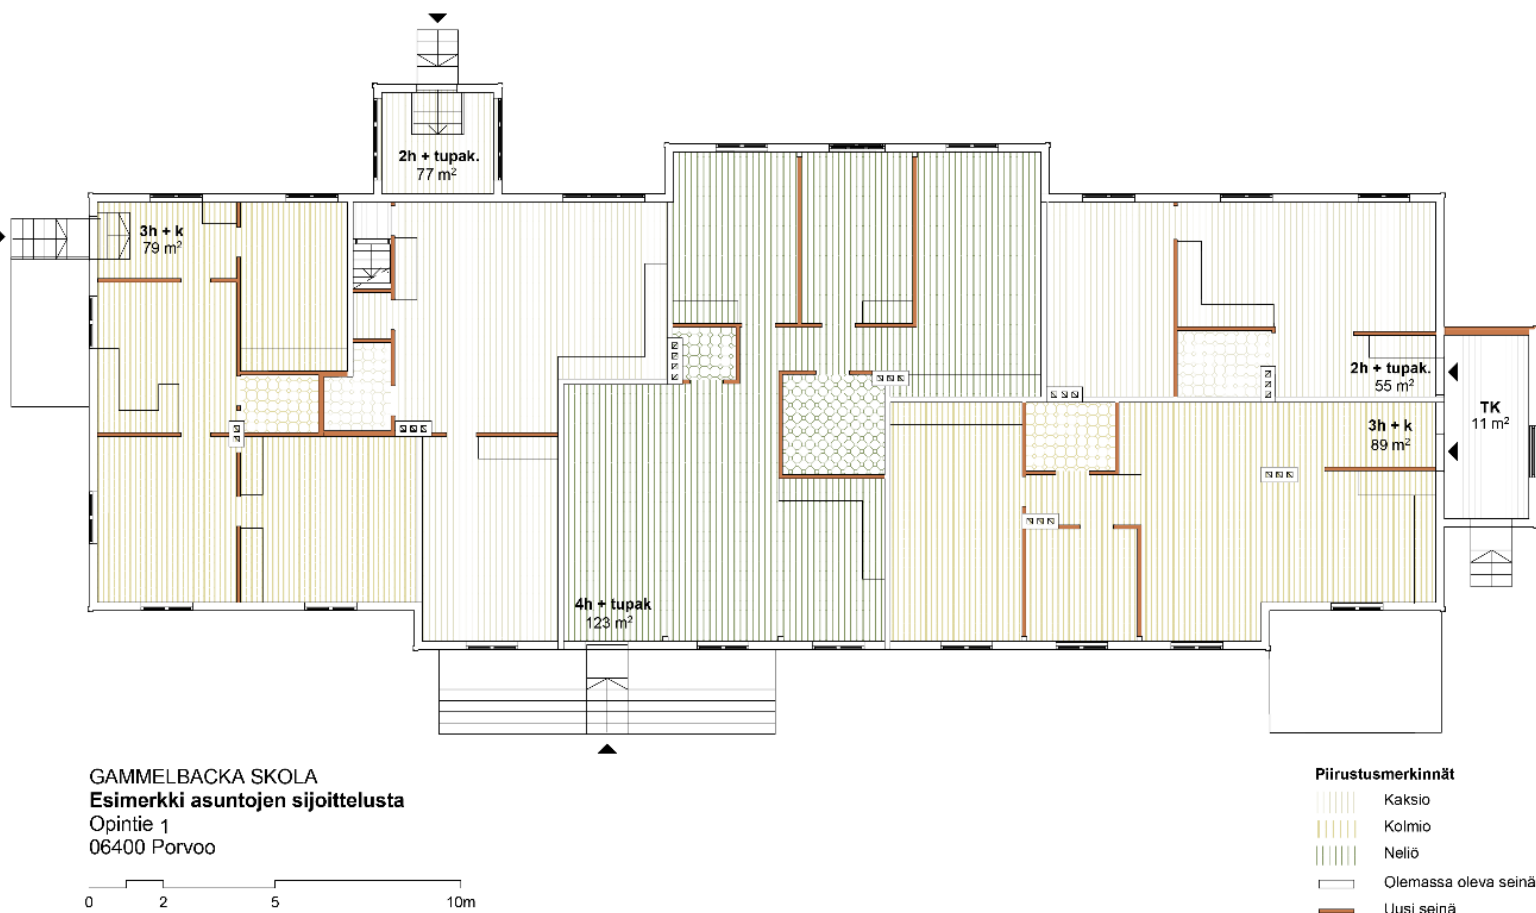 2h + tupak.
77 m²
3h + k
79 m²
2h + tupak.
55 m²
TK
11 m²
3h + k
89 m²
4h + tupak
123 m²
GAMMELBACKA SKOLA
Esimerkki asuntojen sijoittelusta
Opintie 1
06400 Porvoo
0 2 5 10m
Piirustusmerkinnät
Kaksio
Kolmio
Neliö
Olemassa oleva seinä
Uusi seinä